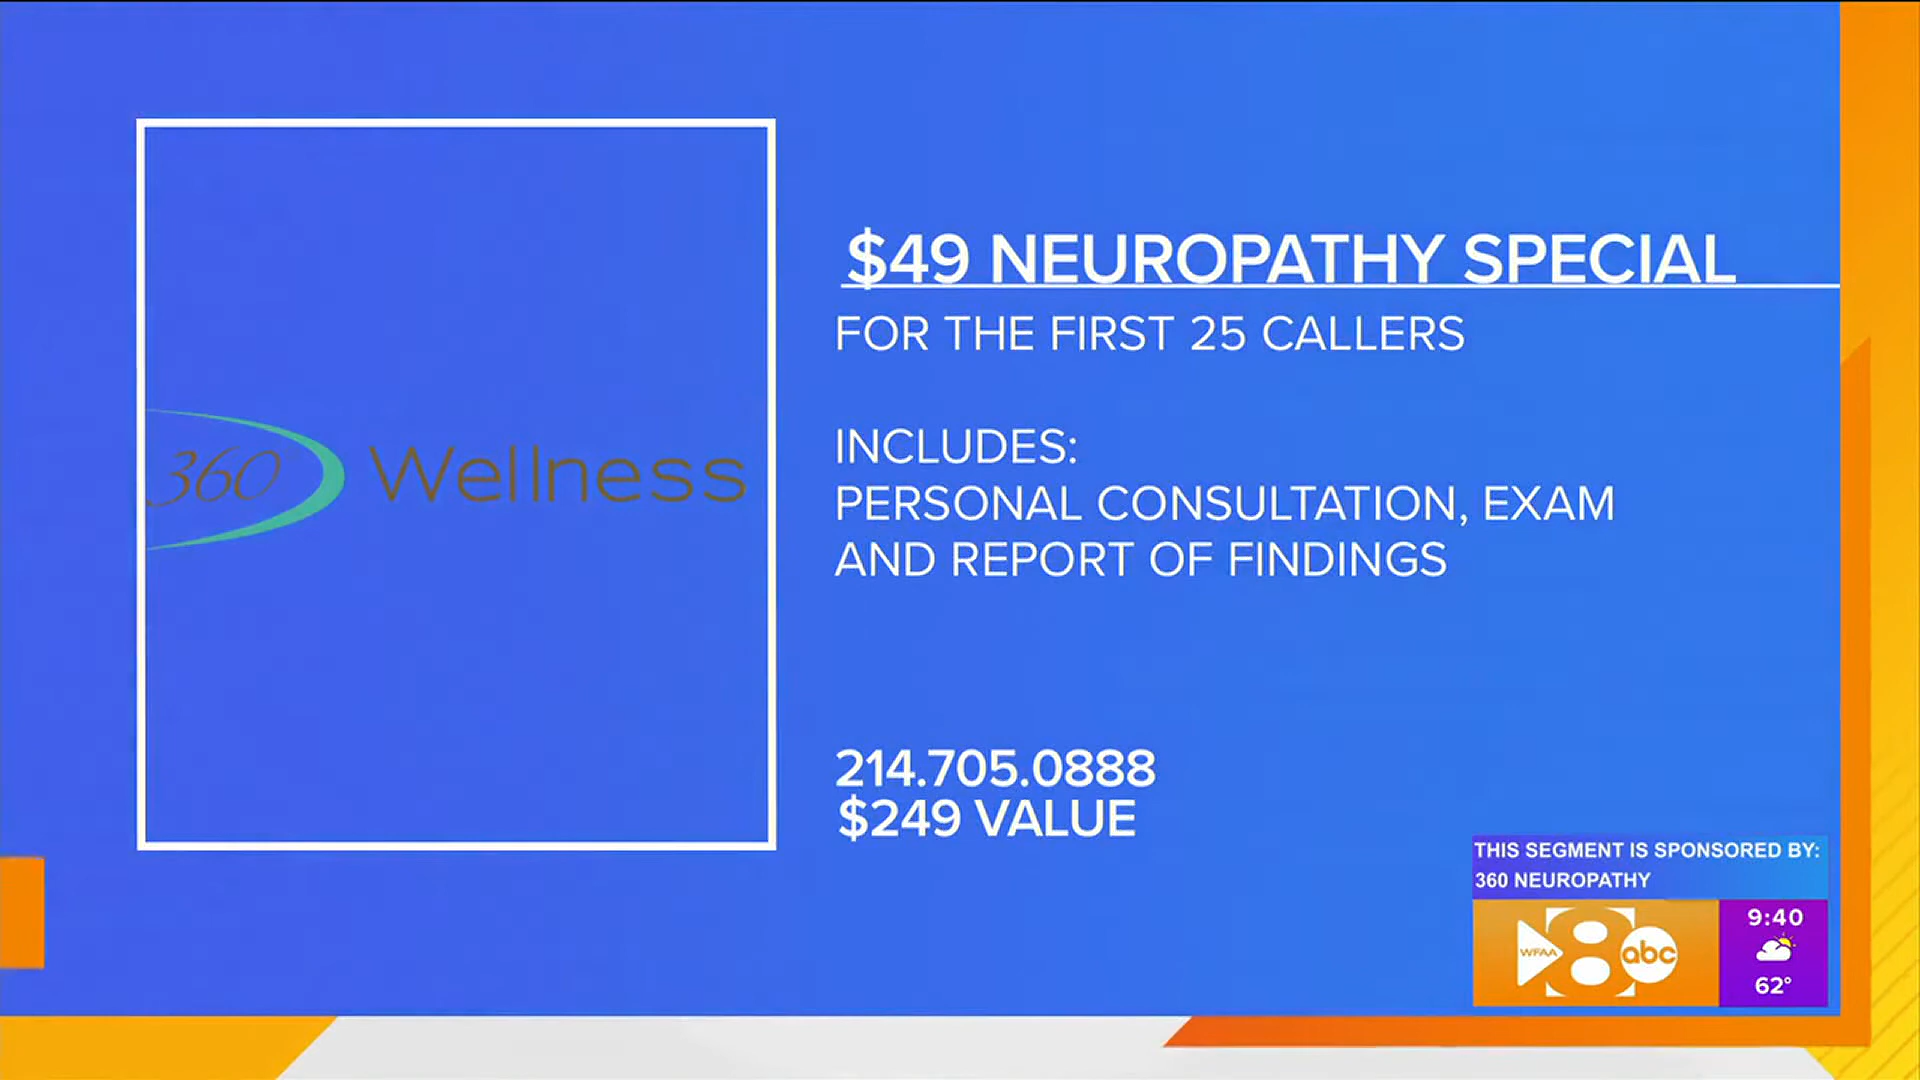 360 Wellness
$49 NEUROPATHY SPECIAL
FOR THE FIRST 25 CALLERS
INCLUDES:
PERSONAL CONSULTATION, EXAM
AND REPORT OF FINDINGS
214.705.0888
$249 VALUE
THIS SEGMENT IS SPONSORED BY:
360 NEUROPATHY
WFAA 8 abc
9:40
62°